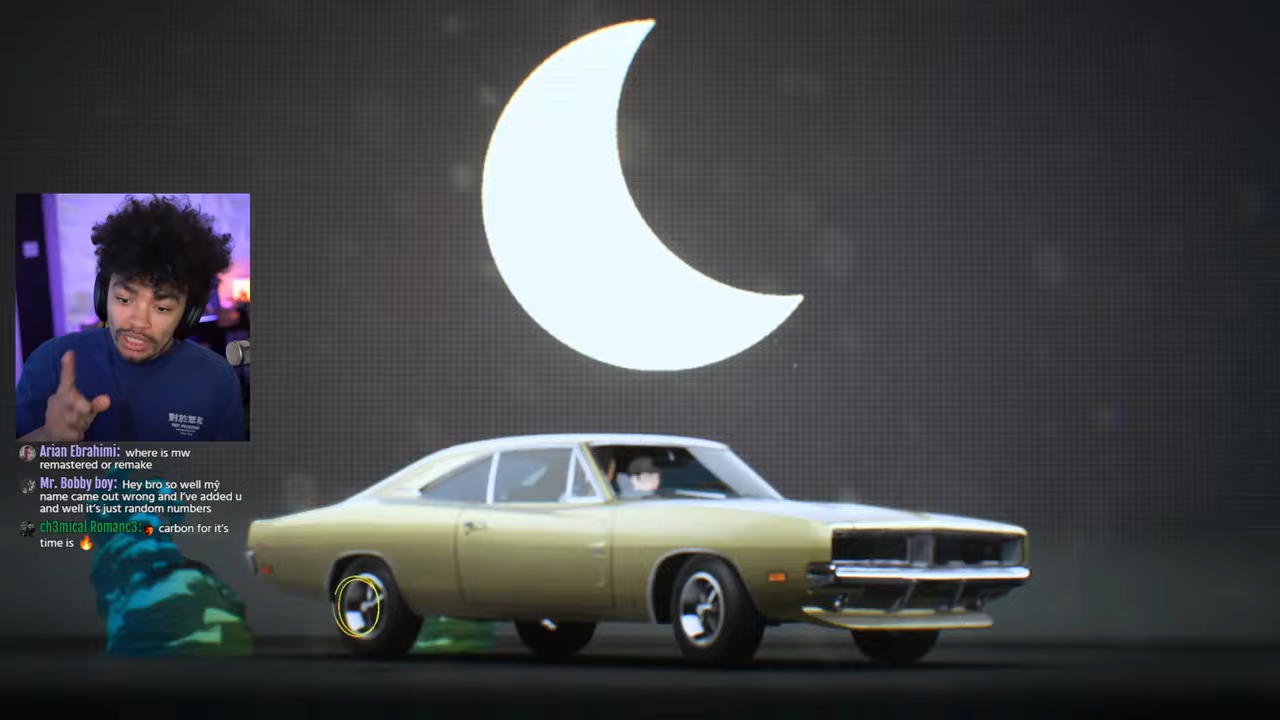 Arian Ebrahimi: where is mw
remastered or remake
Mr. Bobby boy: Hey bro so well my
name came out wrong and I've added u
and well it's just random numbers
ch3mical Romanc3: carbon for it's
time is 🔥